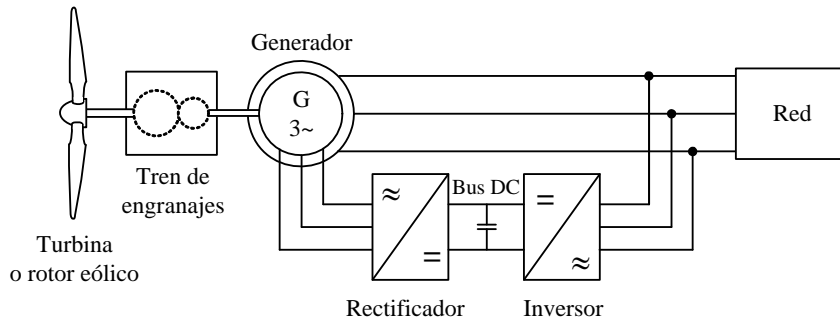 Generador
G
3~
Red
Tren de
engranajes
Turbina
o rotor eólico
≈
=
Bus DC
=
≈
Rectificador
Inversor